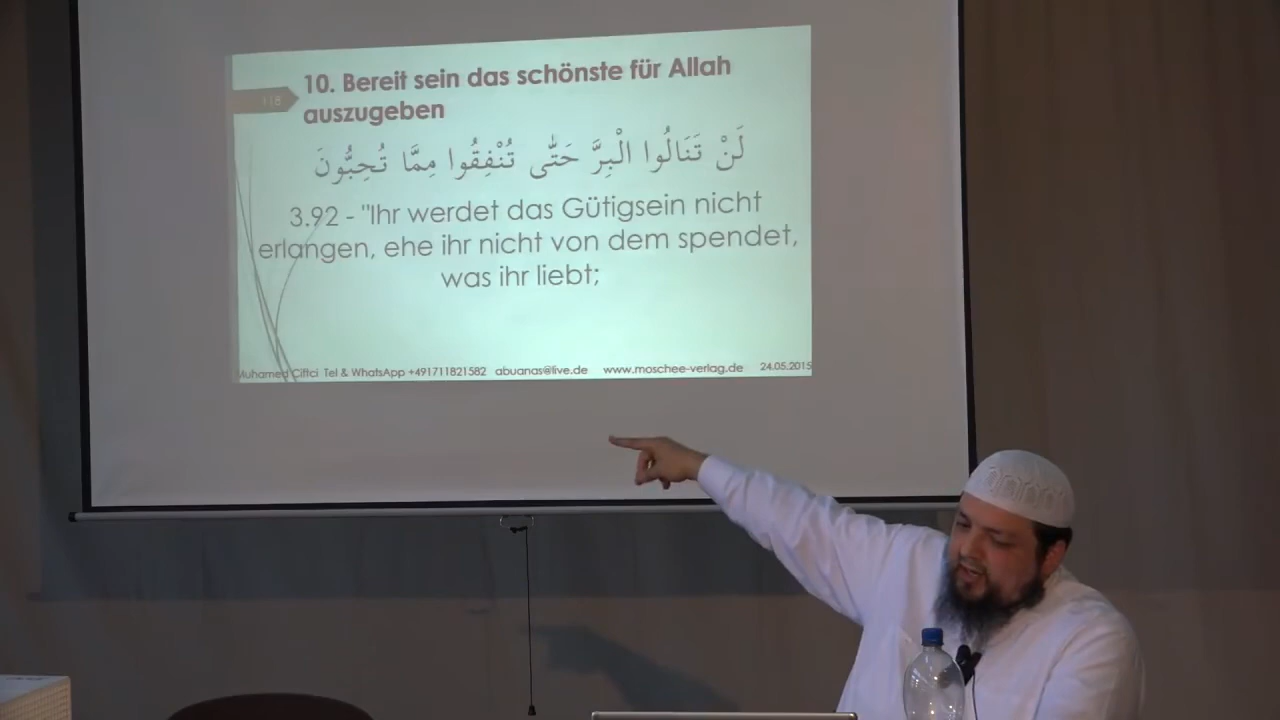 10. Bereit sein das schönste für Allah
118
auszugeben
لَنْ تَنَالُوا الْبِرَّ حَتَّى تُنْفِقُوا مِمَّا تُحِبُّونَ
3.92 - "Ihr werdet das Gütigsein nicht
erlangen, ehe ihr nicht von dem spendet,
was ihr liebt;
Muhamed Ciftci Tel & WhatsApp +491711821582 abuanas@live.de www.moschee-verlag.de 24.05.2015